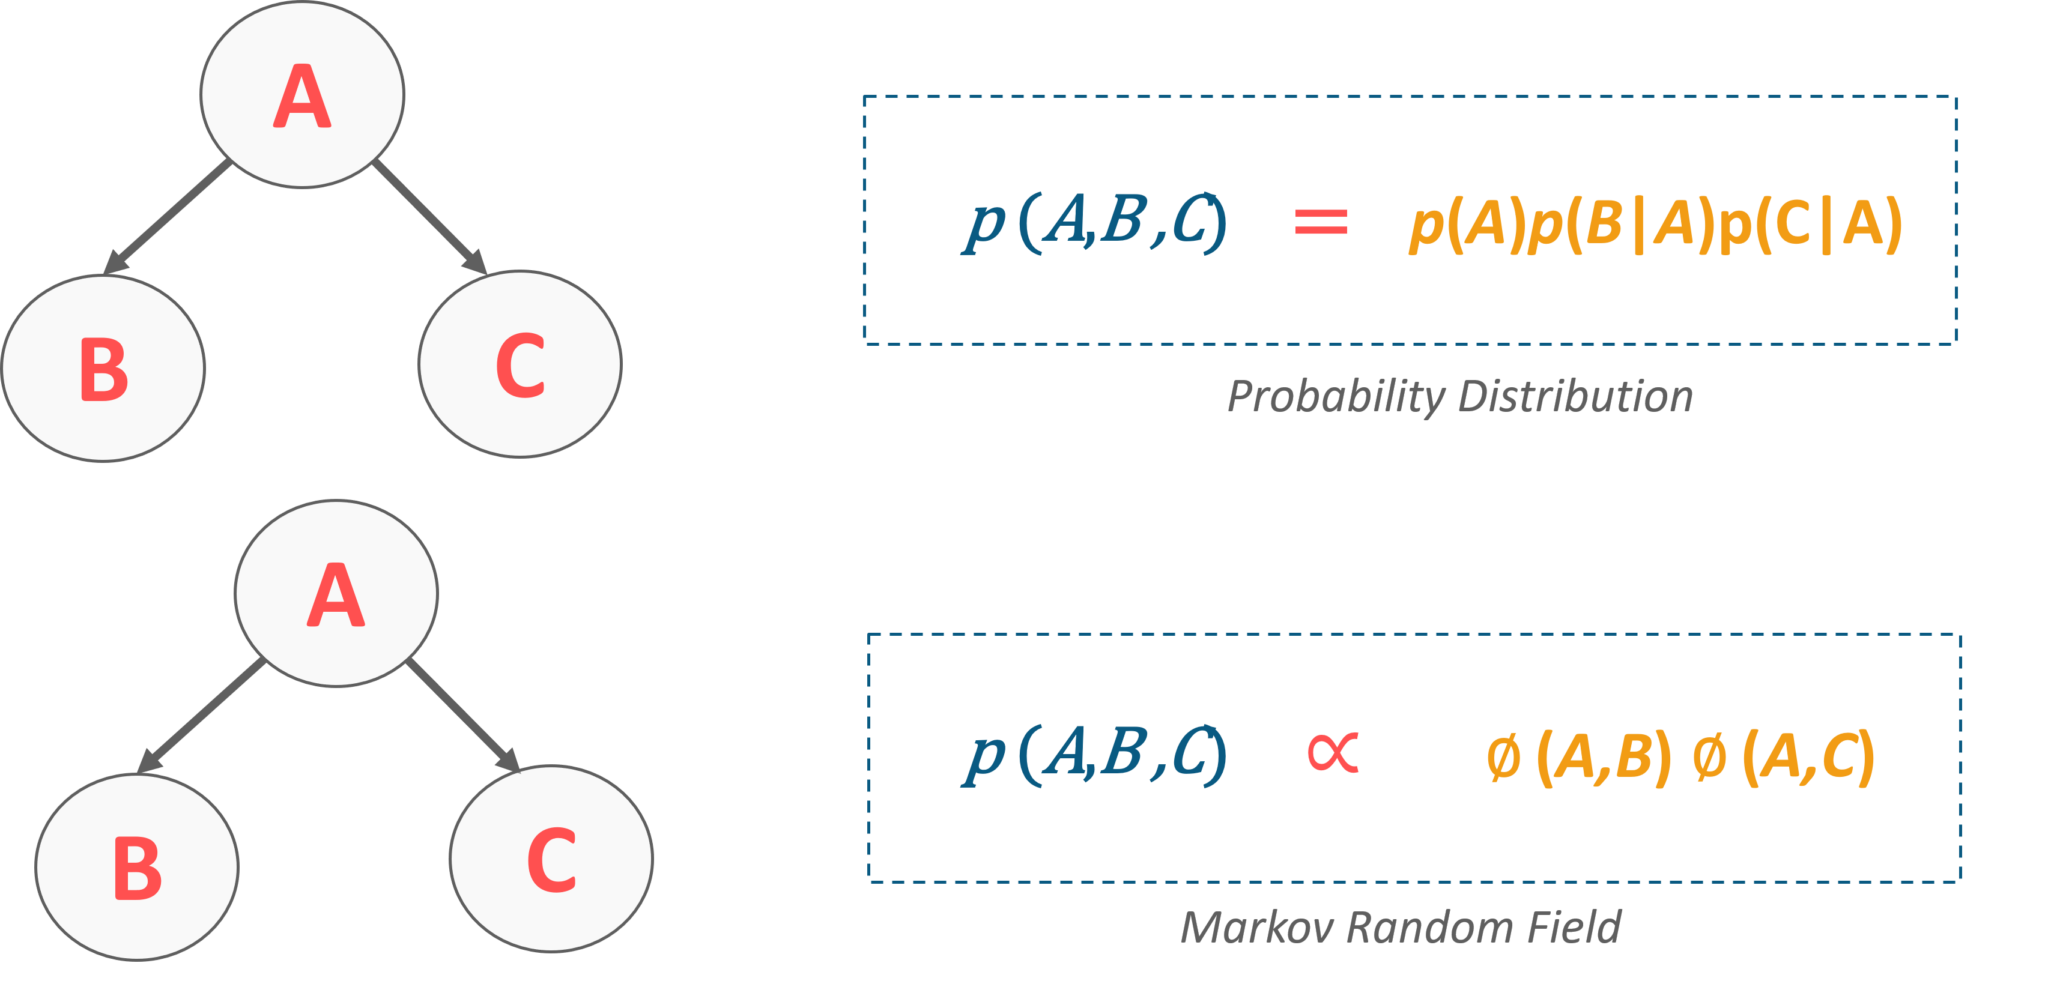 A
B
C
p (A,B ,C) = p(A)p(B|A)p(C|A)
Probability Distribution
A
B
C
p (A,B ,C) ∝ ∅ (A,B) ∅ (A,C)
Markov Random Field